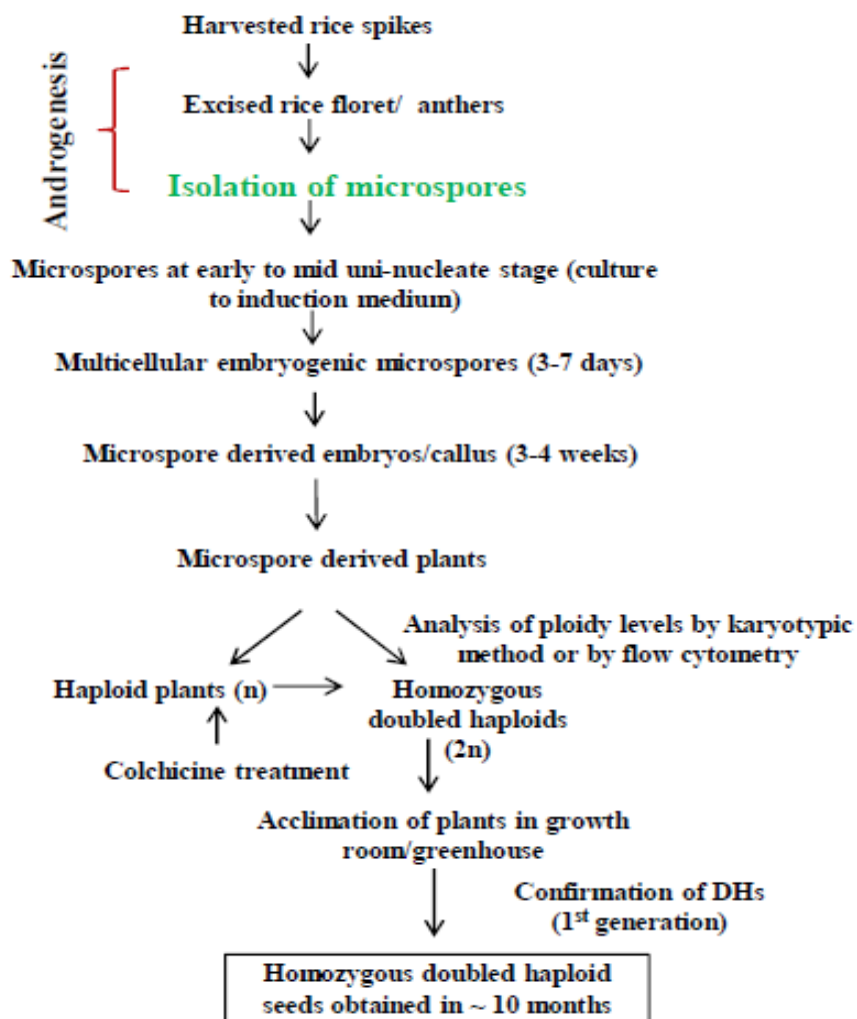 Harvested rice spikes
Androgenesis
Excised rice floret/ anthers
Isolation of microspores
Microspores at early to mid uni-nucleate stage (culture
to induction medium)
Multicellular embryogenic microspores (3-7 days)
Microspore derived embryos/callus (3-4 weeks)
Microspore derived plants
Analysis of ploidy levels by karyotypic
method or by flow cytometry
Haploid plants (n)
Homozygous
doubled haploids
(2n)
Colchicine treatment
Acclimation of plants in growth
room/greenhouse
Confirmation of DHs
(1st generation)
Homozygous doubled haploid
seeds obtained in ~ 10 months